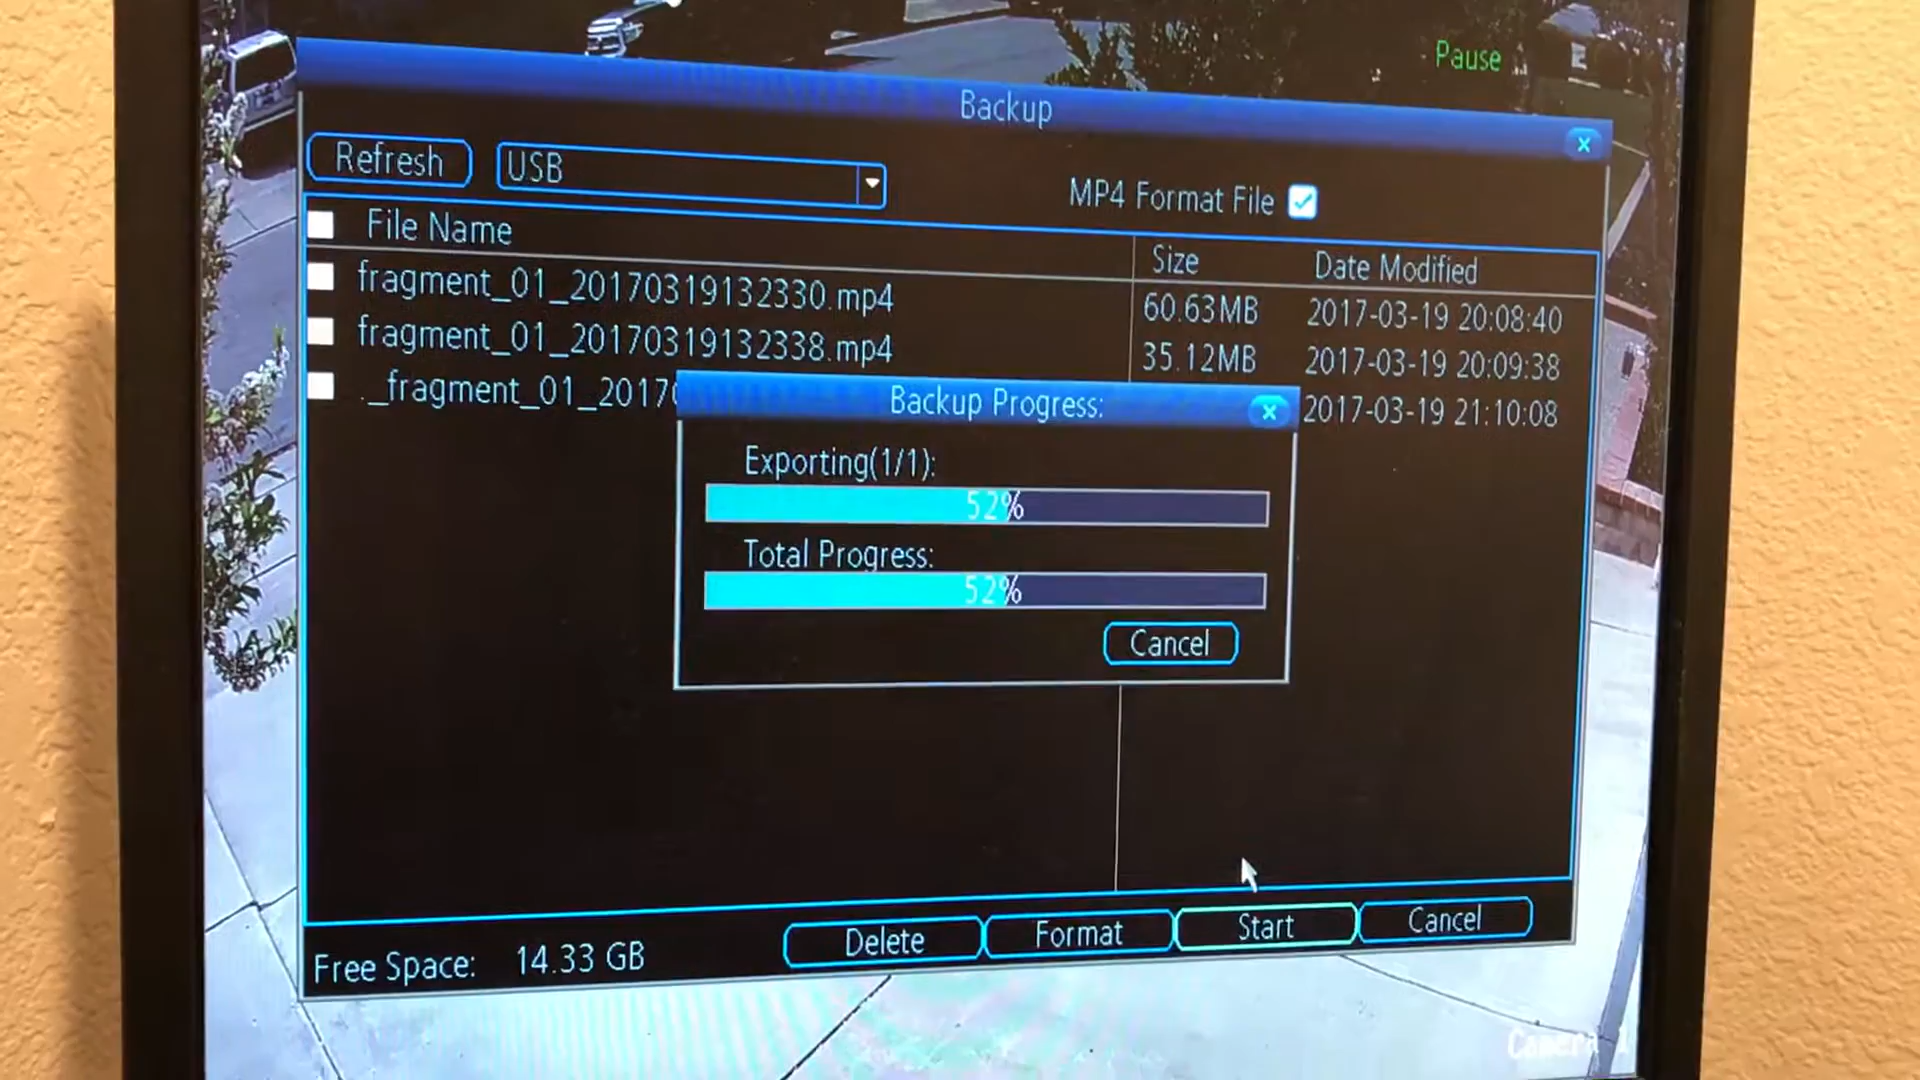 Pause
Backup
Refresh USB MP4 Format File
File Name Size Date Modified
fragment_01_20170319132330.mp4 60.63MB 2017-03-19 20:08:40
fragment_01_20170319132338.mp4 35.12MB 2017-03-19 20:09:38
._fragment_01_2017 2017-03-19 21:10:08
Backup Progress:
Exporting(1/1):
52%
Total Progress:
52%
Cancel
Free Space: 14.33 GB Delete Format Start Cancel
Camera 1